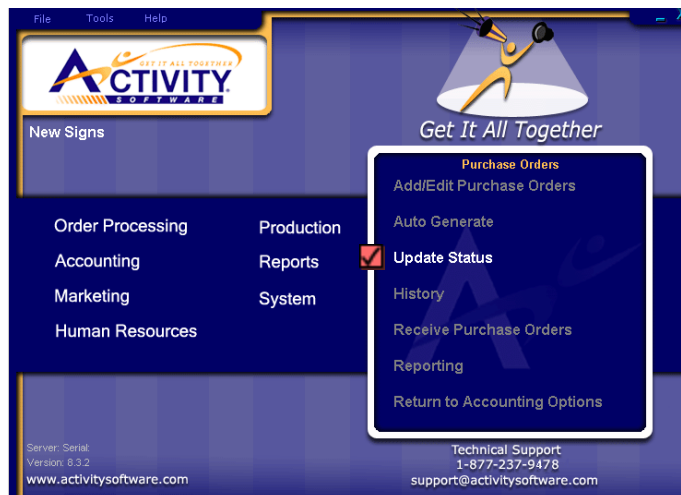 File Tools Help
GET IT ALL TOGETHER
ACTIVITY
SOFTWARE
New Signs
Get It All Together
Purchase Orders
Add/Edit Purchase Orders
Auto Generate
Update Status
History
Receive Purchase Orders
Reporting
Return to Accounting Options
Order Processing
Production
Accounting
Reports
Marketing
System
Human Resources
Server: Serial:
Version: 8.3.2
www.activitysoftware.com
Technical Support
1-877-237-9478
support@activitysoftware.com